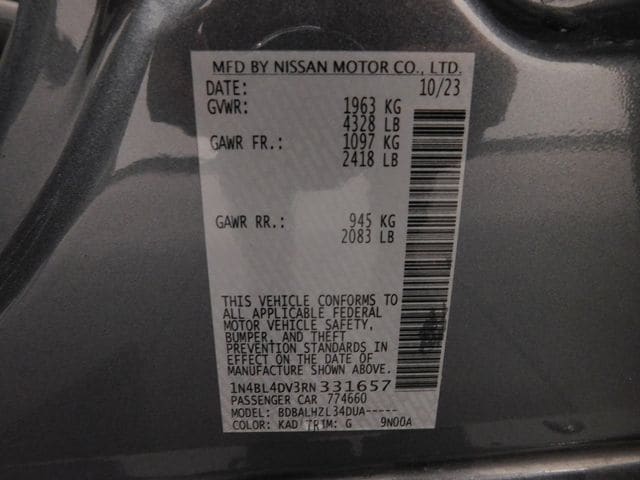 MFD BY NISSAN MOTOR CO., LTD.
DATE: 10/23
GVWR: 1963 KG
4328 LB
GAWR FR.: 1097 KG
2418 LB
GAWR RR.: 945 KG
2083 LB
THIS VEHICLE CONFORMS TO
ALL APPLICABLE FEDERAL
MOTOR VEHICLE SAFETY,
BUMPER, AND THEFT
PREVENTION STANDARDS IN
EFFECT ON THE DATE OF
MANUFACTURE SHOWN ABOVE.
1N4BL4DV3RN331657
PASSENGER CAR 774660
MODEL: BDBALHZL34DUA-----
COLOR: KAD TRIM: G 9N00A